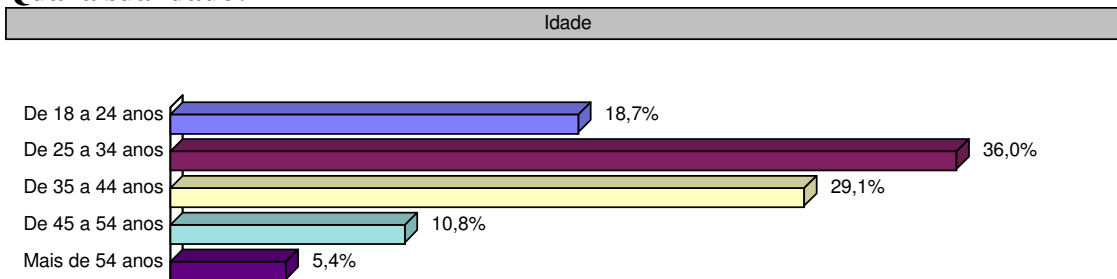 Idade
De 18 a 24 anos 18,7%
De 25 a 34 anos 36,0%
De 35 a 44 anos 29,1%
De 45 a 54 anos 10,8%
Mais de 54 anos 5,4%